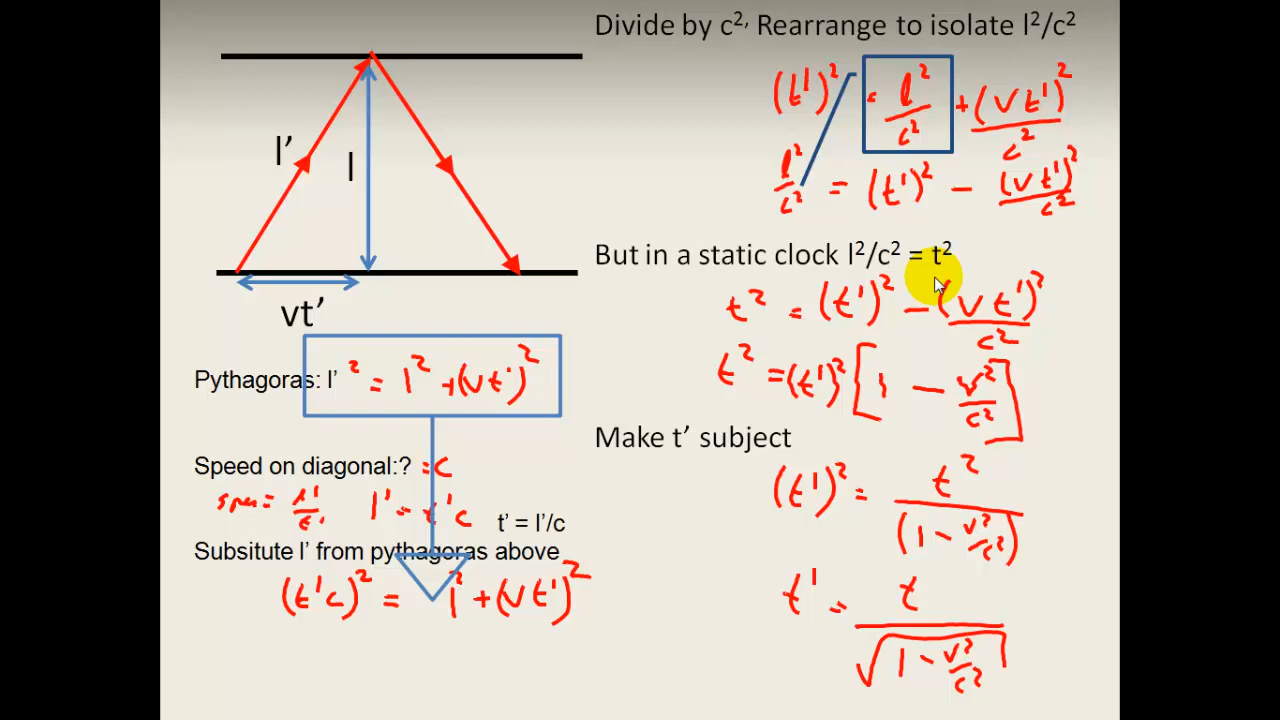 l’
l
vt’
Pythagoras: l’ ² = l² + (vt')²
Speed on diagonal:? = c
speed = l'/t' l' = t'c
t’ = l’/c
Subsitute l’ from pythagoras above
(t'c)² = l² + (vt')²
Divide by c², Rearrange to isolate l²/c²
(t')² = l²/c² + (vt')²/c²
l²/c² = (t')² - (vt')²/c²
But in a static clock l²/c² = t²
t² = (t')² - (vt')²/c²
t² = (t')² [1 - v²/c²]
Make t’ subject
(t')² = t²/(1 - v²/c²)
t' = t/√(1 - v²/c²)